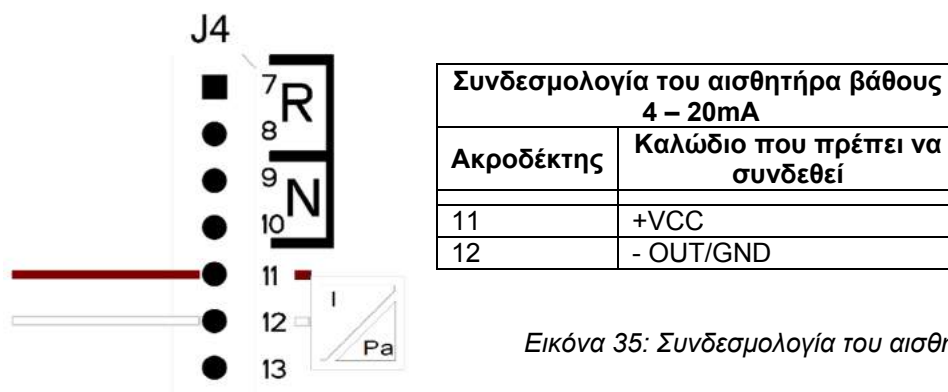 J4
7
R
8
9
N
10
11
12
13
I
Pa
Συνδεσμολογία του αισθητήρα βάθους
4 – 20mA
Ακροδέκτης Καλώδιο που πρέπει να
συνδεθεί
11 +VCC
12 - OUT/GND
Εικόνα 35: Συνδεσμολογία του